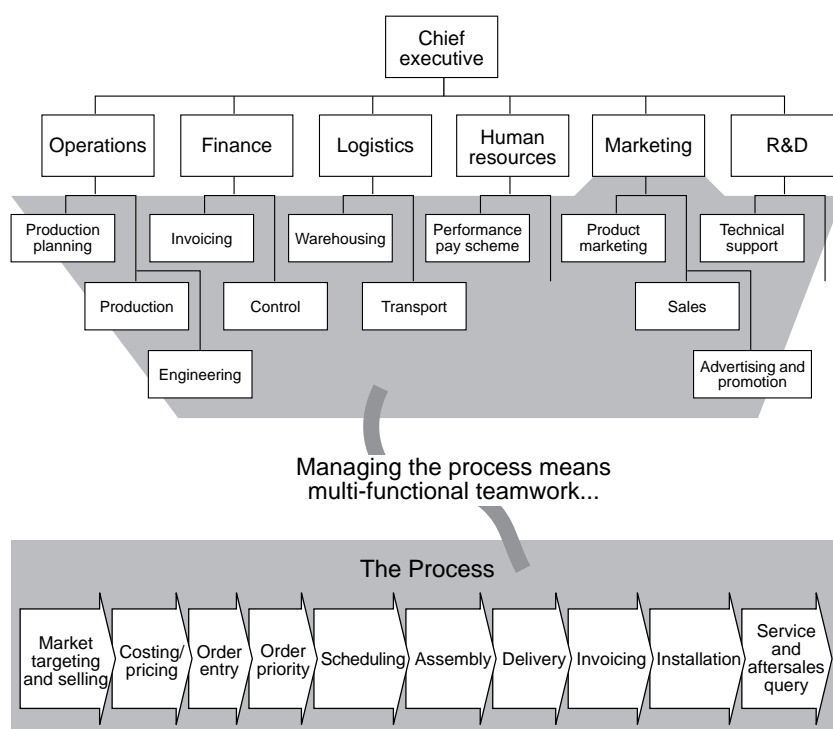 Chief
executive
Operations
Finance
Logistics
Human
resources
Marketing
R&D
Production
planning
Invoicing
Warehousing
Performance
pay scheme
Product
marketing
Technical
support
Production
Control
Transport
Sales
Engineering
Advertising and
promotion
Managing the process means
multi-functional teamwork...
The Process
Market
targeting
and selling
Costing/
pricing
Order
entry
Order
priority
Scheduling
Assembly
Delivery
Invoicing
Installation
Service
and
aftersales
query